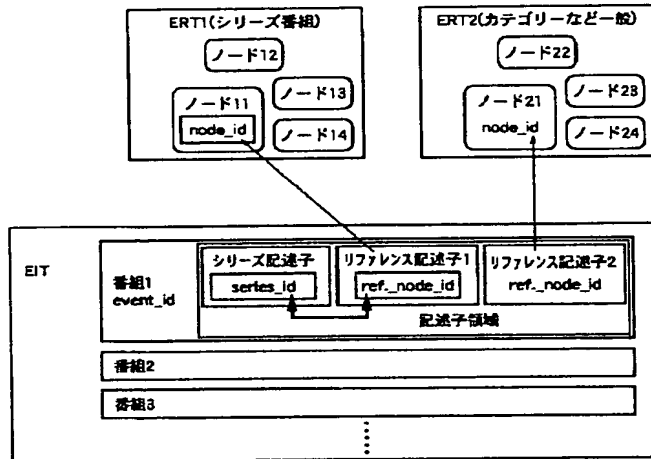 ERT1(シリーズ番組)
ノード12
ノード11
node_id
ノード13
ノード14
ERT2(カテゴリーなど一般)
ノード22
ノード21
node_id
ノード23
ノード24
EIT
番組1
event_id
シリーズ記述子
series_id
リファレンス記述子1
ref._node_id
リファレンス記述子2
ref._node_id
記述子領域
番組2
番組3